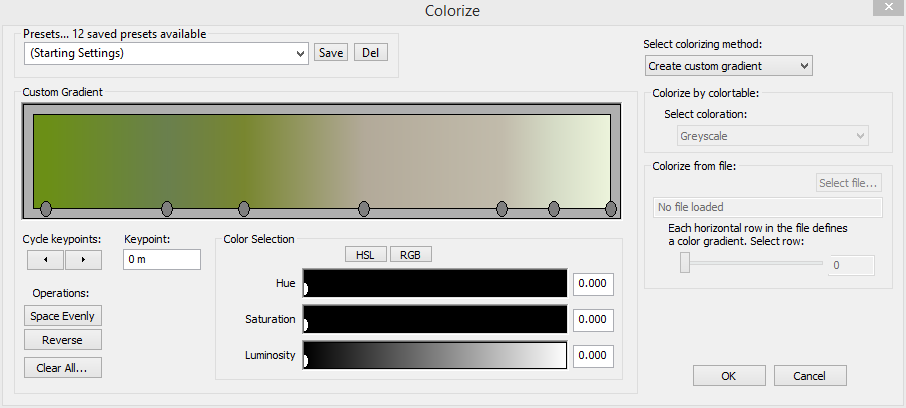 Colorize
Presets... 12 saved presets available
(Starting Settings)
Save
Del
Select colorizing method:
Create custom gradient
Custom Gradient
Colorize by colortable:
Select coloration:
Greyscale
Colorize from file:
Select file...
No file loaded
Each horizontal row in the file defines
a color gradient. Select row:
0
Cycle keypoints:
Keypoint:
0 m
Operations:
Space Evenly
Reverse
Clear All...
Color Selection
HSL
RGB
Hue
0.000
Saturation
0.000
Luminosity
0.000
OK
Cancel